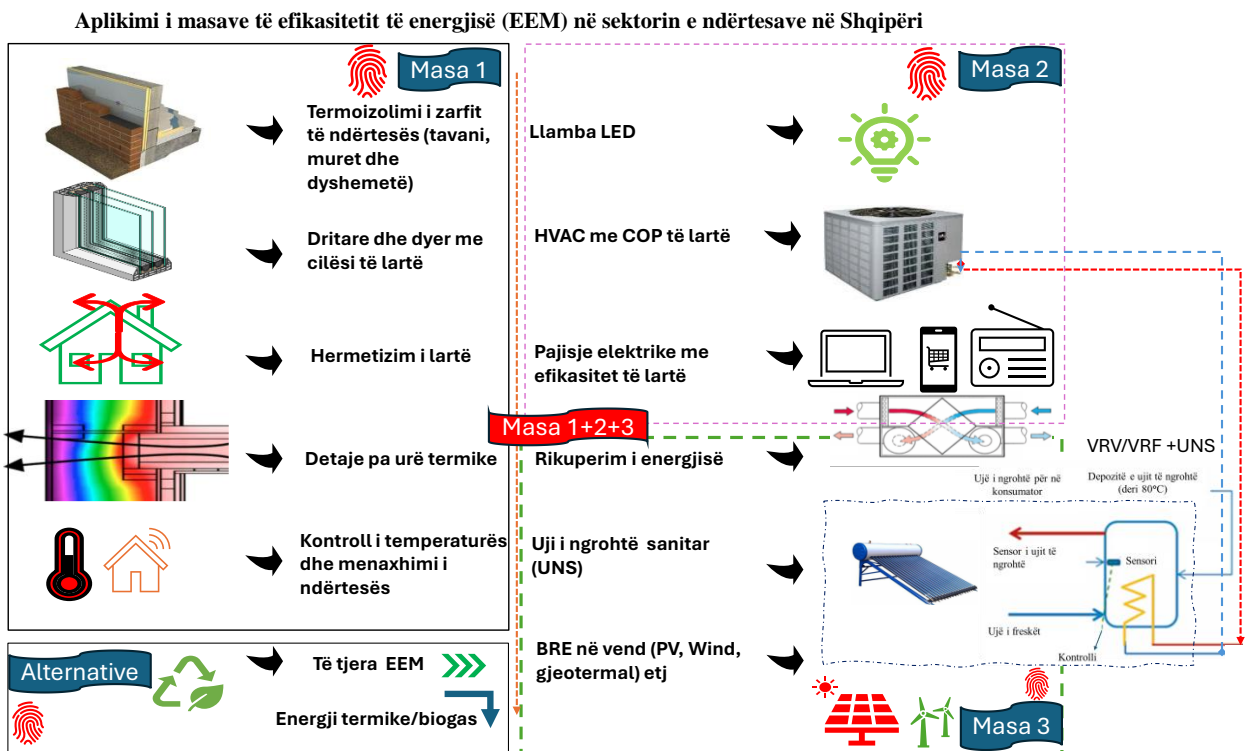 Aplikimi i masave të efikasitetit të energjisë (EEM) në sektorin e ndërtesave në Shqipëri
Masa 1
Termoizolimi i zarfit
të ndërtesës (tavani,
muret dhe
dyshemetë)
Dritare dhe dyer me
cilësi të lartë
Hermetizim i lartë
Detaje pa urë termike
Kontroll i temperaturës
dhe menaxhimi i
ndërtesës
Alternative
Të tjera EEM
Energji termike/biogas
Masa 2
Llamba LED
HVAC me COP të lartë
Pajisje elektrike me
efikasitet të lartë
Masa 1+2+3
Rikuperim i energjisë
VRV/VRF +UNS
Ujë i ngrohtë për në
konsumator
Depozitë e ujit të ngrohtë
(deri 80°C)
Uji i ngrohtë sanitar
(UNS)
Sensor i ujit të
ngrohtë
Sensori
Ujë i freskët
Kontrolli
BRE në vend (PV, Wind,
gjeotermal) etj
Masa 3